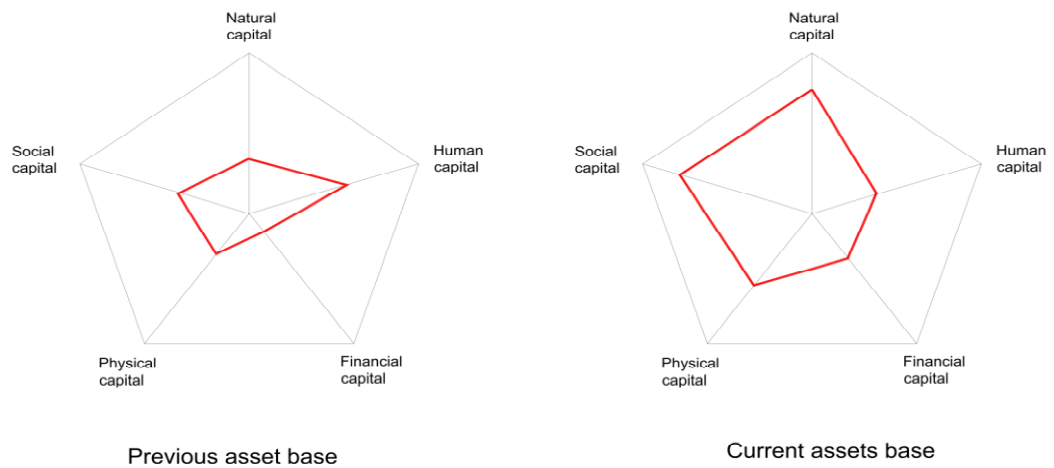 Natural
capital
Social
capital
Human
capital
Physical
capital
Financial
capital
Previous asset base
Natural
capital
Social
capital
Human
capital
Physical
capital
Financial
capital
Current assets base